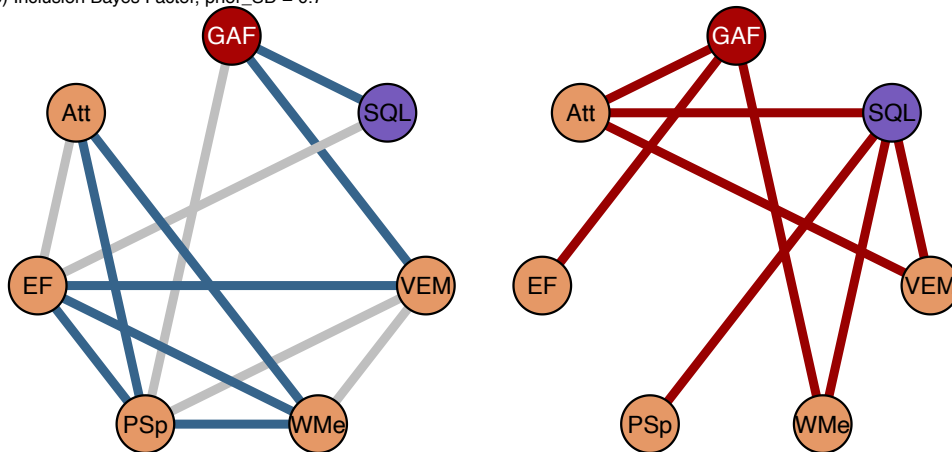 ) Inclusion Bayes Factor, prior_SD = 0.7
GAF
GAF
Att
SQL
Att
SQL
EF
VEM
EF
VEM
PSp
WMe
PSp
WMe